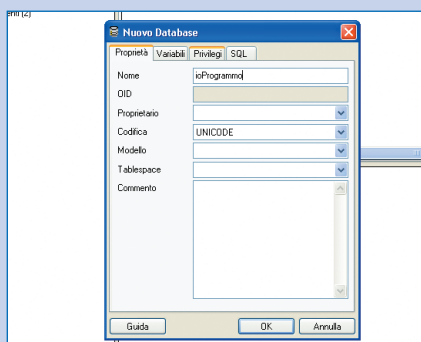 Nuovo Database
Proprietà Variabili Privilegi SQL
Nome ioProgrammo
OID
Proprietario
Codifica UNICODE
Modello
Tablespace
Commento
Guida OK Annulla